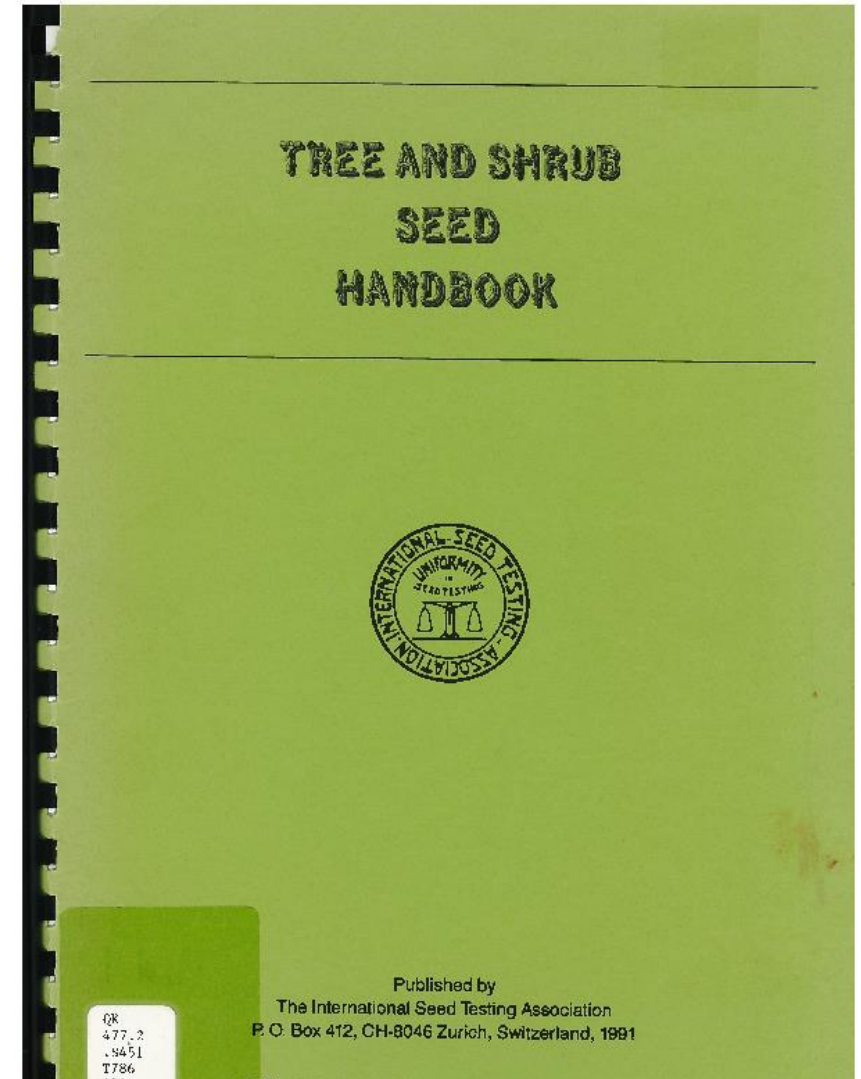 TREE AND SHRUB
SEED
HANDBOOK
INTERNATIONAL SEED TESTING ASSOCIATION
UNIFORMITY
IN
SEED TESTING
Published by
The International Seed Testing Association
P. O. Box 412, CH-8046 Zurich, Switzerland, 1991
QK
477.2
.S451
T786